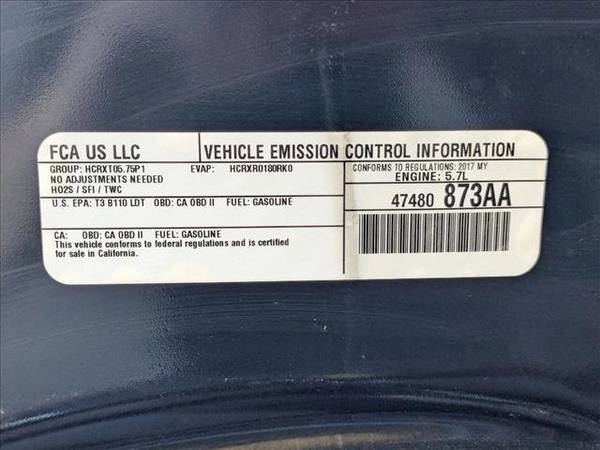 FCA US LLC
VEHICLE EMISSION CONTROL INFORMATION
GROUP: HCRXT05.75P1 EVAP: HCRXR0180RK0
NO ADJUSTMENTS NEEDED
HO2S / SFI / TWC
CONFORMS TO REGULATIONS: 2017 MY
ENGINE: 5.7L
U.S. EPA: T3 B110 LDT OBD: CA OBD II FUEL: GASOLINE
47480 873AA
CA: OBD: CA OBD II FUEL: GASOLINE
This vehicle conforms to federal regulations and is certified
for sale in California.